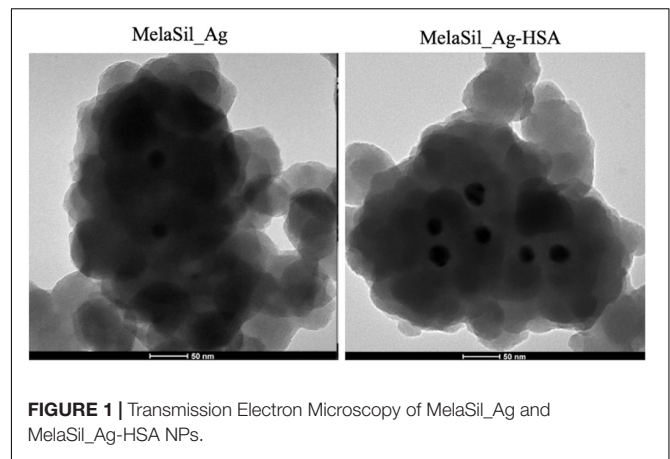 MelaSil_Ag
MelaSil_Ag-HSA
50 nm
50 nm
FIGURE 1 | Transmission Electron Microscopy of MelaSil_Ag and
MelaSil_Ag-HSA NPs.